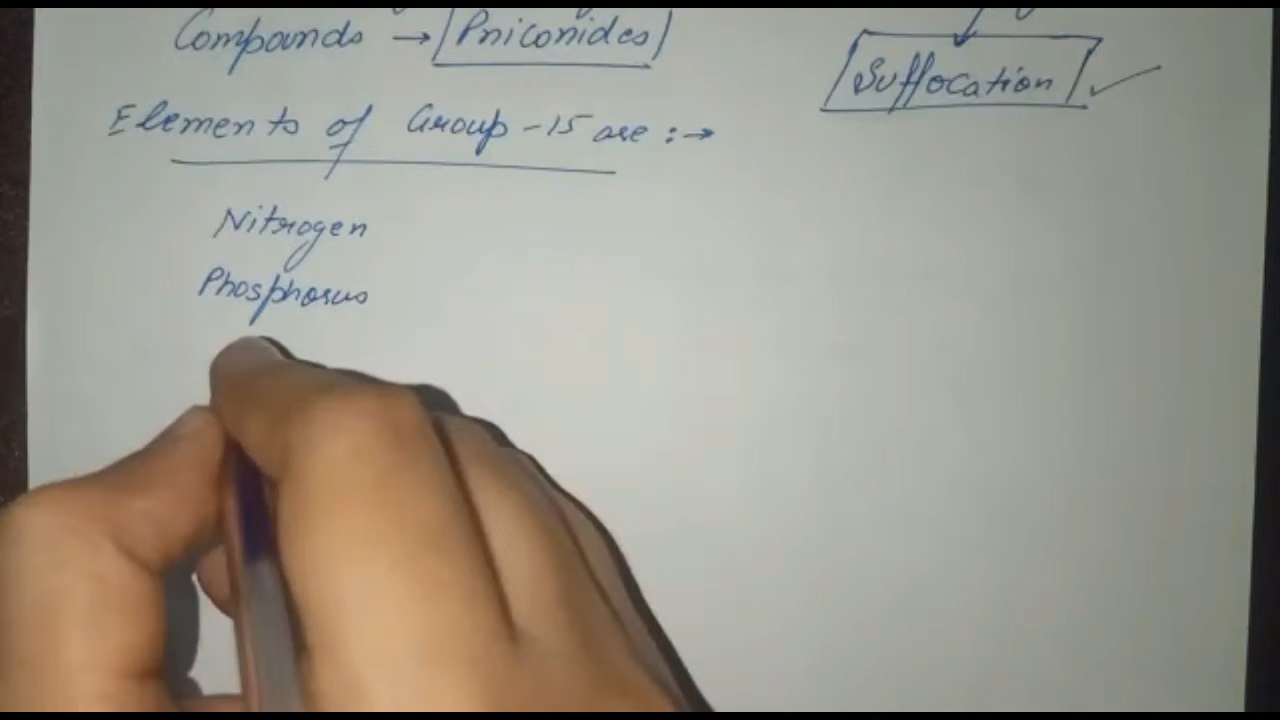 Compounds → Pniconides
Suffocation ✓
Elements of Group-15 are :→
Nitrogen
Phosphorus